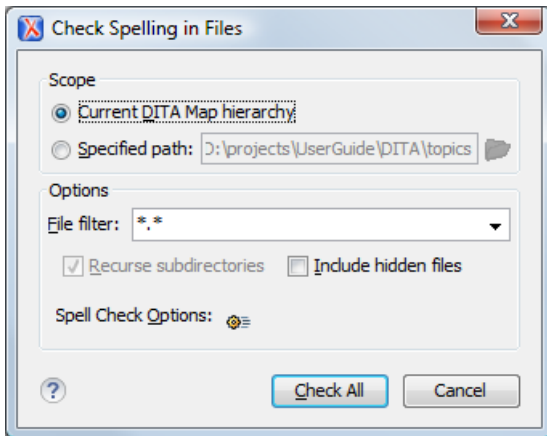 Check Spelling in Files
Scope
Current DITA Map hierarchy
Specified path: D:\projects\UserGuide\DITA\topics
Options
File filter: *.*
Recurse subdirectories Include hidden files
Spell Check Options:
Check All Cancel